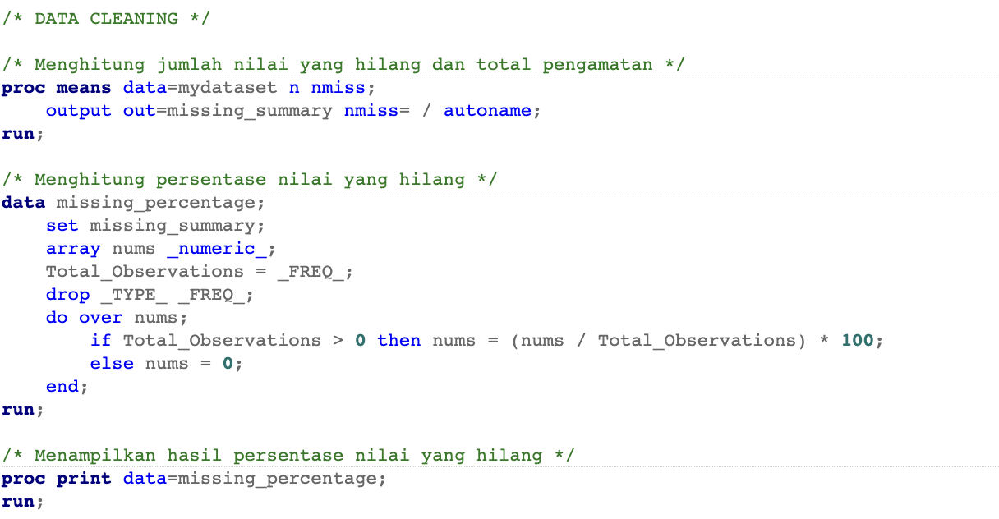 /* DATA CLEANING */
/* Menghitung jumlah nilai yang hilang dan total pengamatan */
proc means data=mydataset n nmiss;
    output out=missing_summary nmiss= / autoname;
run;
/* Menghitung persentase nilai yang hilang */
data missing_percentage;
    set missing_summary;
    array nums _numeric_;
    Total_Observations = _FREQ_;
    drop _TYPE_ _FREQ_;
    do over nums;
        if Total_Observations > 0 then nums = (nums / Total_Observations) * 100;
        else nums = 0;
    end;
run;
/* Menampilkan hasil persentase nilai yang hilang */
proc print data=missing_percentage;
run;